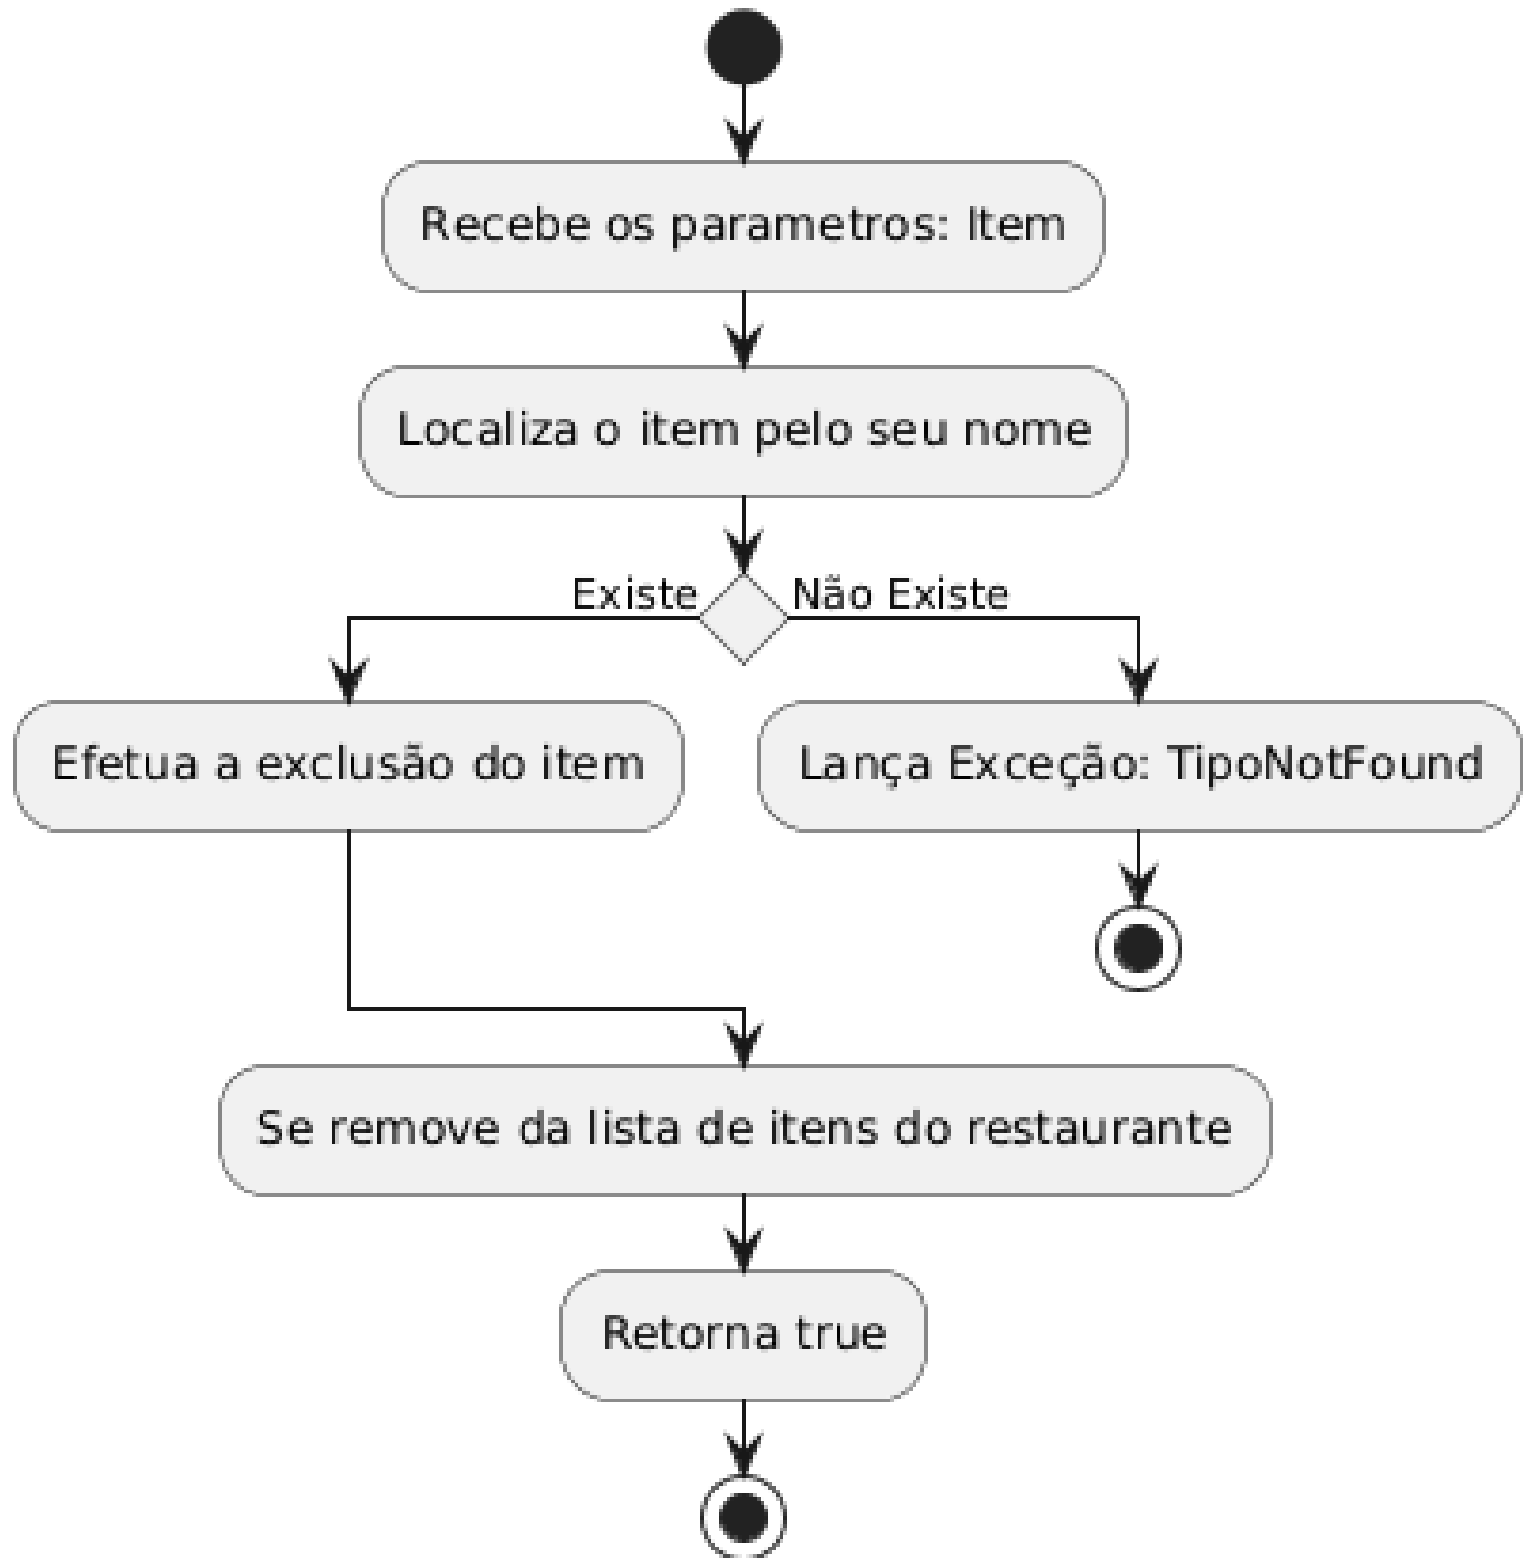 Recebe os parametros: Item
Localiza o item pelo seu nome
Existe
Não Existe
Efetua a exclusão do item
Lança Exceção: TipoNotFound
Se remove da lista de itens do restaurante
Retorna true